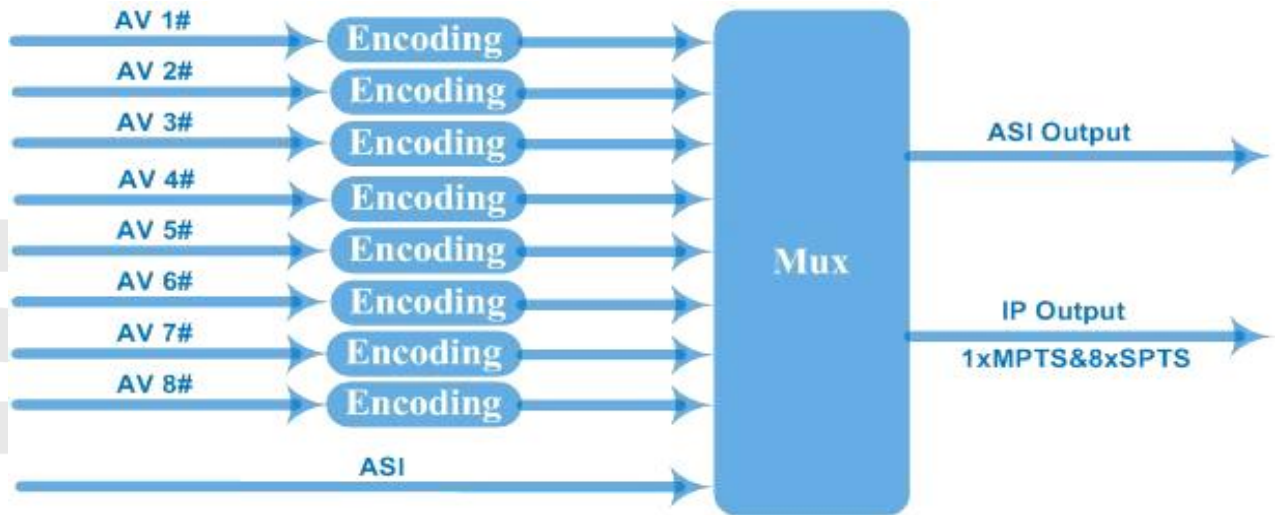 AV 1#
Encoding
AV 2#
Encoding
AV 3#
Encoding
AV 4#
Encoding
AV 5#
Encoding
AV 6#
Encoding
AV 7#
Encoding
AV 8#
Encoding
ASI
Mux
ASI Output
IP Output
1xMPTS&8xSPTS